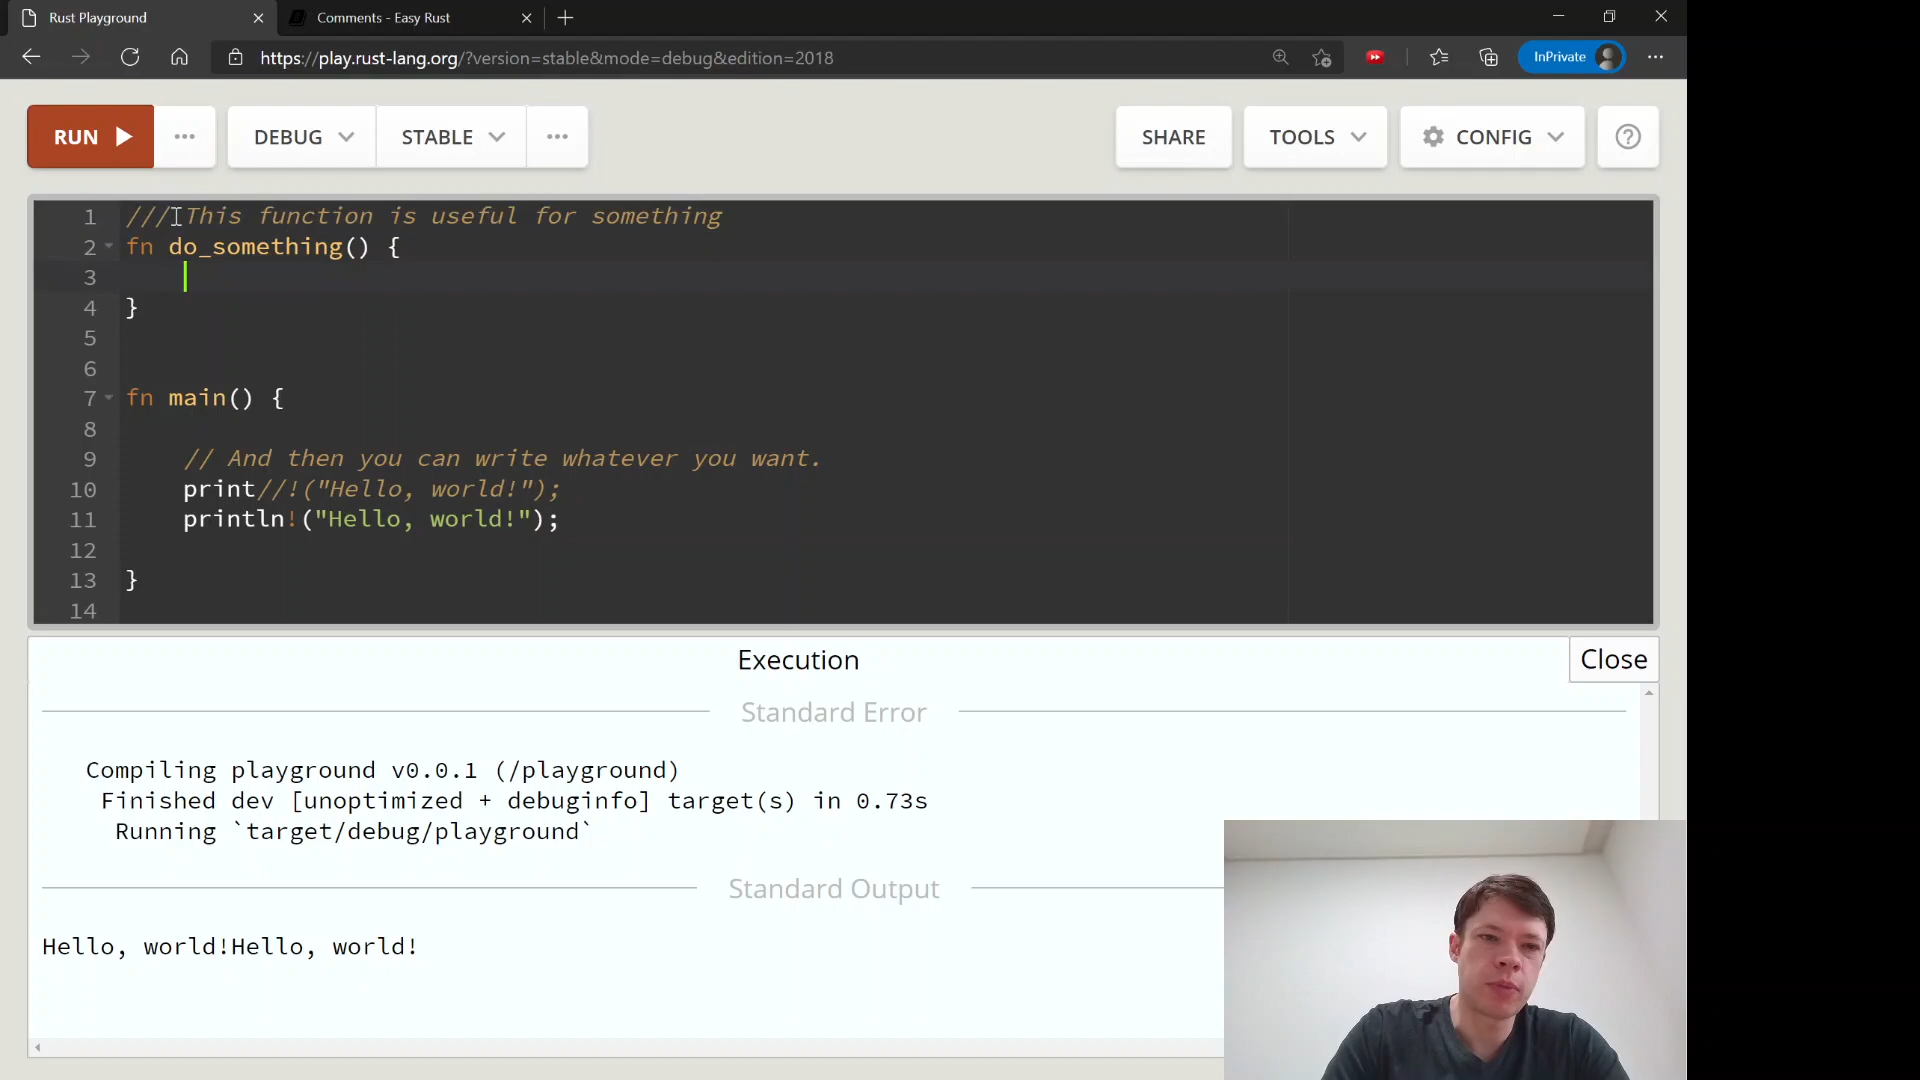 Rust Playground
Comments - Easy Rust
https://play.rust-lang.org/?version=stable&mode=debug&edition=2018
InPrivate
RUN
DEBUG
STABLE
SHARE
TOOLS
CONFIG
1 /// This function is useful for something
2 fn do_something() {
3
4 }
5
6
7 fn main() {
8
9 // And then you can write whatever you want.
10 print//!("Hello, world!");
11 println!("Hello, world!");
12
13 }
14
Execution
Close
Standard Error
Compiling playground v0.0.1 (/playground)
Finished dev [unoptimized + debuginfo] target(s) in 0.73s
Running `target/debug/playground`
Standard Output
Hello, world!Hello, world!